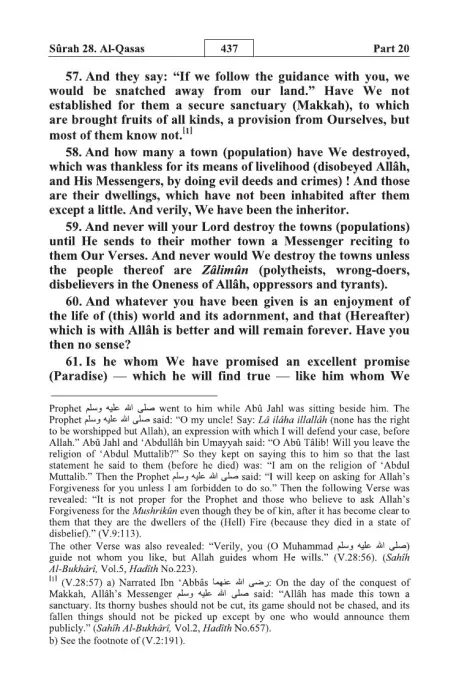 Sûrah 28. Al-Qasas 437 Part 20
57. And they say: “If we follow the guidance with you, we
would be snatched away from our land.” Have We not
established for them a secure sanctuary (Makkah), to which
are brought fruits of all kinds, a provision from Ourselves, but
most of them know not.[1]
58. And how many a town (population) have We destroyed,
which was thankless for its means of livelihood (disobeyed Allâh,
and His Messengers, by doing evil deeds and crimes) ! And those
are their dwellings, which have not been inhabited after them
except a little. And verily, We have been the inheritor.
59. And never will your Lord destroy the towns (populations)
until He sends to their mother town a Messenger reciting to
them Our Verses. And never would We destroy the towns unless
the people thereof are Zâlimûn (polytheists, wrong-doers,
disbelievers in the Oneness of Allâh, oppressors and tyrants).
60. And whatever you have been given is an enjoyment of
the life of (this) world and its adornment, and that (Hereafter)
which is with Allâh is better and will remain forever. Have you
then no sense?
61. Is he whom We have promised an excellent promise
(Paradise) — which he will find true — like him whom We
Prophet صلى الله عليه وسلم went to him while Abû Jahl was sitting beside him. The
Prophet صلى الله عليه وسلم said: “O my uncle! Say: Lâ ilâha illallâh (none has the right
to be worshipped but Allah), an expression with which I will defend your case, before
Allah.” Abû Jahl and ‘Abdullâh bin Umayyah said: “O Abû Tâlib! Will you leave the
religion of ‘Abdul Muttalib?” So they kept on saying this to him so that the last
statement he said to them (before he died) was: “I am on the religion of ‘Abdul
Muttalib.” Then the Prophet صلى الله عليه وسلم said: “I will keep on asking for Allah’s
Forgiveness for you unless I am forbidden to do so.” Then the following Verse was
revealed: “It is not proper for the Prophet and those who believe to ask Allah’s
Forgiveness for the Mushrikûn even though they be of kin, after it has become clear to
them that they are the dwellers of the (Hell) Fire (because they died in a state of
disbelief).” (V.9:113).
The other Verse was also revealed: “Verily, you (O Muhammad صلى الله عليه وسلم)
guide not whom you like, but Allah guides whom He wills.” (V.28:56). (Sahîh
Al-Bukhârî, Vol.5, Hadîth No.223).
[1] (V.28:57) a) Narrated Ibn ‘Abbâs رضى الله عنهما: On the day of the conquest of
Makkah, Allâh’s Messenger صلى الله عليه وسلم said: “Allâh has made this town a
sanctuary. Its thorny bushes should not be cut, its game should not be chased, and its
fallen things should not be picked up except by one who would announce them
publicly.” (Sahîh Al-Bukhârî, Vol.2, Hadîth No.657).
b) See the footnote of (V.2:191).